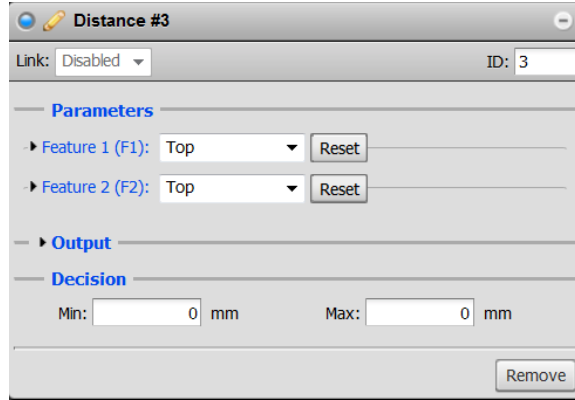 Distance #3
Link: Disabled ID: 3
Parameters
Feature 1 (F1): Top Reset
Feature 2 (F2): Top Reset
Output
Decision
Min: 0 mm Max: 0 mm
Remove